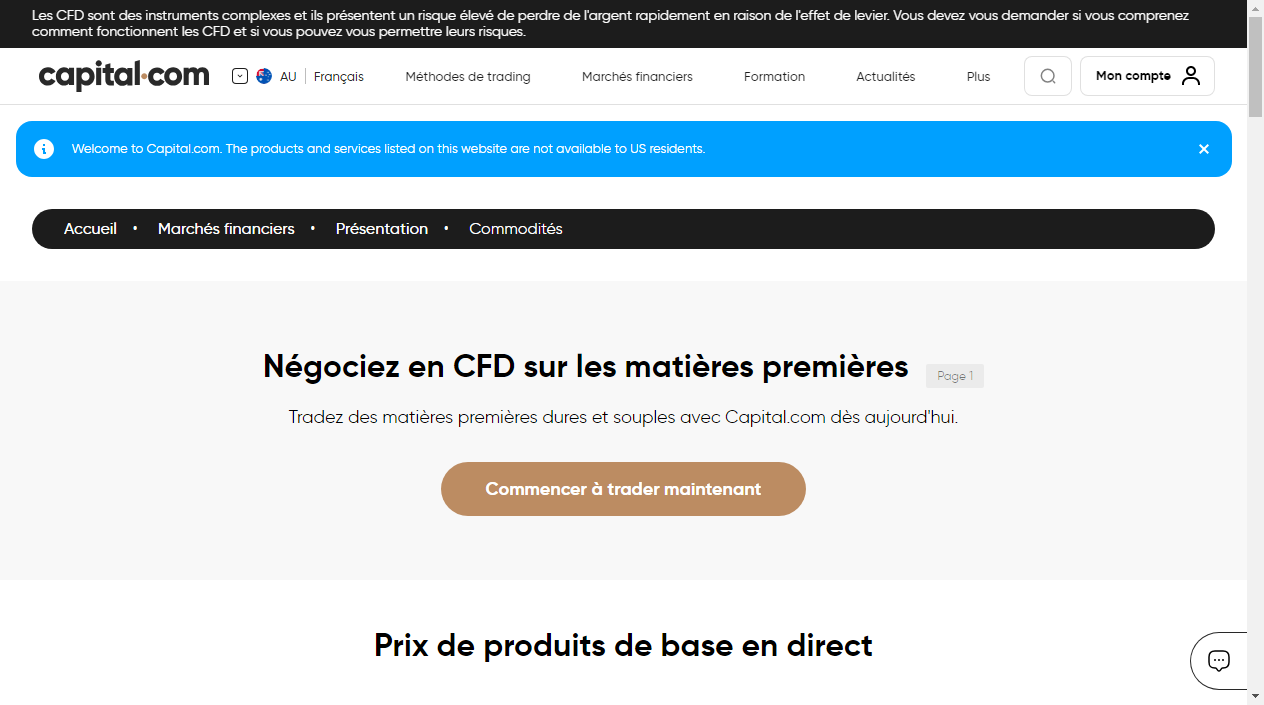 Les CFD sont des instruments complexes et ils présentent un risque élevé de perdre de l'argent rapidement en raison de l'effet de levier. Vous devez vous demander si vous comprenez
comment fonctionnent les CFD et si vous pouvez vous permettre leurs risques.
capital.com AU Français Méthodes de trading Marchés financiers Formation Actualités Plus Mon compte
Welcome to Capital.com. The products and services listed on this website are not available to US residents.
Accueil • Marchés financiers • Présentation • Commodités
Négociez en CFD sur les matières premières Page 1
Tradez des matières premières dures et souples avec Capital.com dès aujourd'hui.
Commencer à trader maintenant
Prix de produits de base en direct